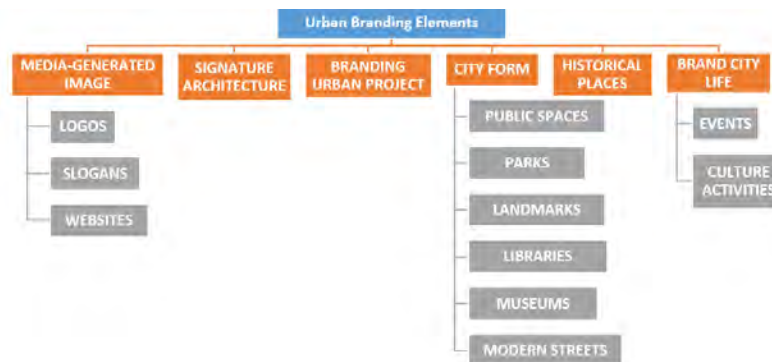 Urban Branding Elements
MEDIA-GENERATED
IMAGE
SIGNATURE
ARCHITECTURE
BRANDING
URBAN PROJECT
CITY FORM
HISTORICAL
PLACES
BRAND CITY
LIFE
LOGOS
SLOGANS
WEBSITES
PUBLIC SPACES
PARKS
LANDMARKS
LIBRARIES
MUSEUMS
MODERN STREETS
EVENTS
CULTURE
ACTIVITIES